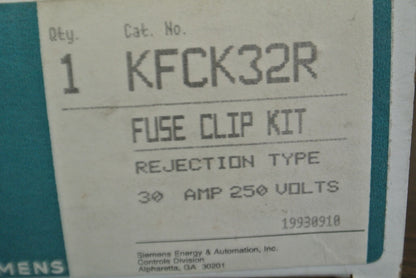 Qty. Cat. No.
1 KFCK32R
FUSE CLIP KIT
REJECTION TYPE
30 AMP 250 VOLTS
19930910
Siemens Energy & Automation, Inc.
Controls Division
Alpharetta, GA 30201
MENS